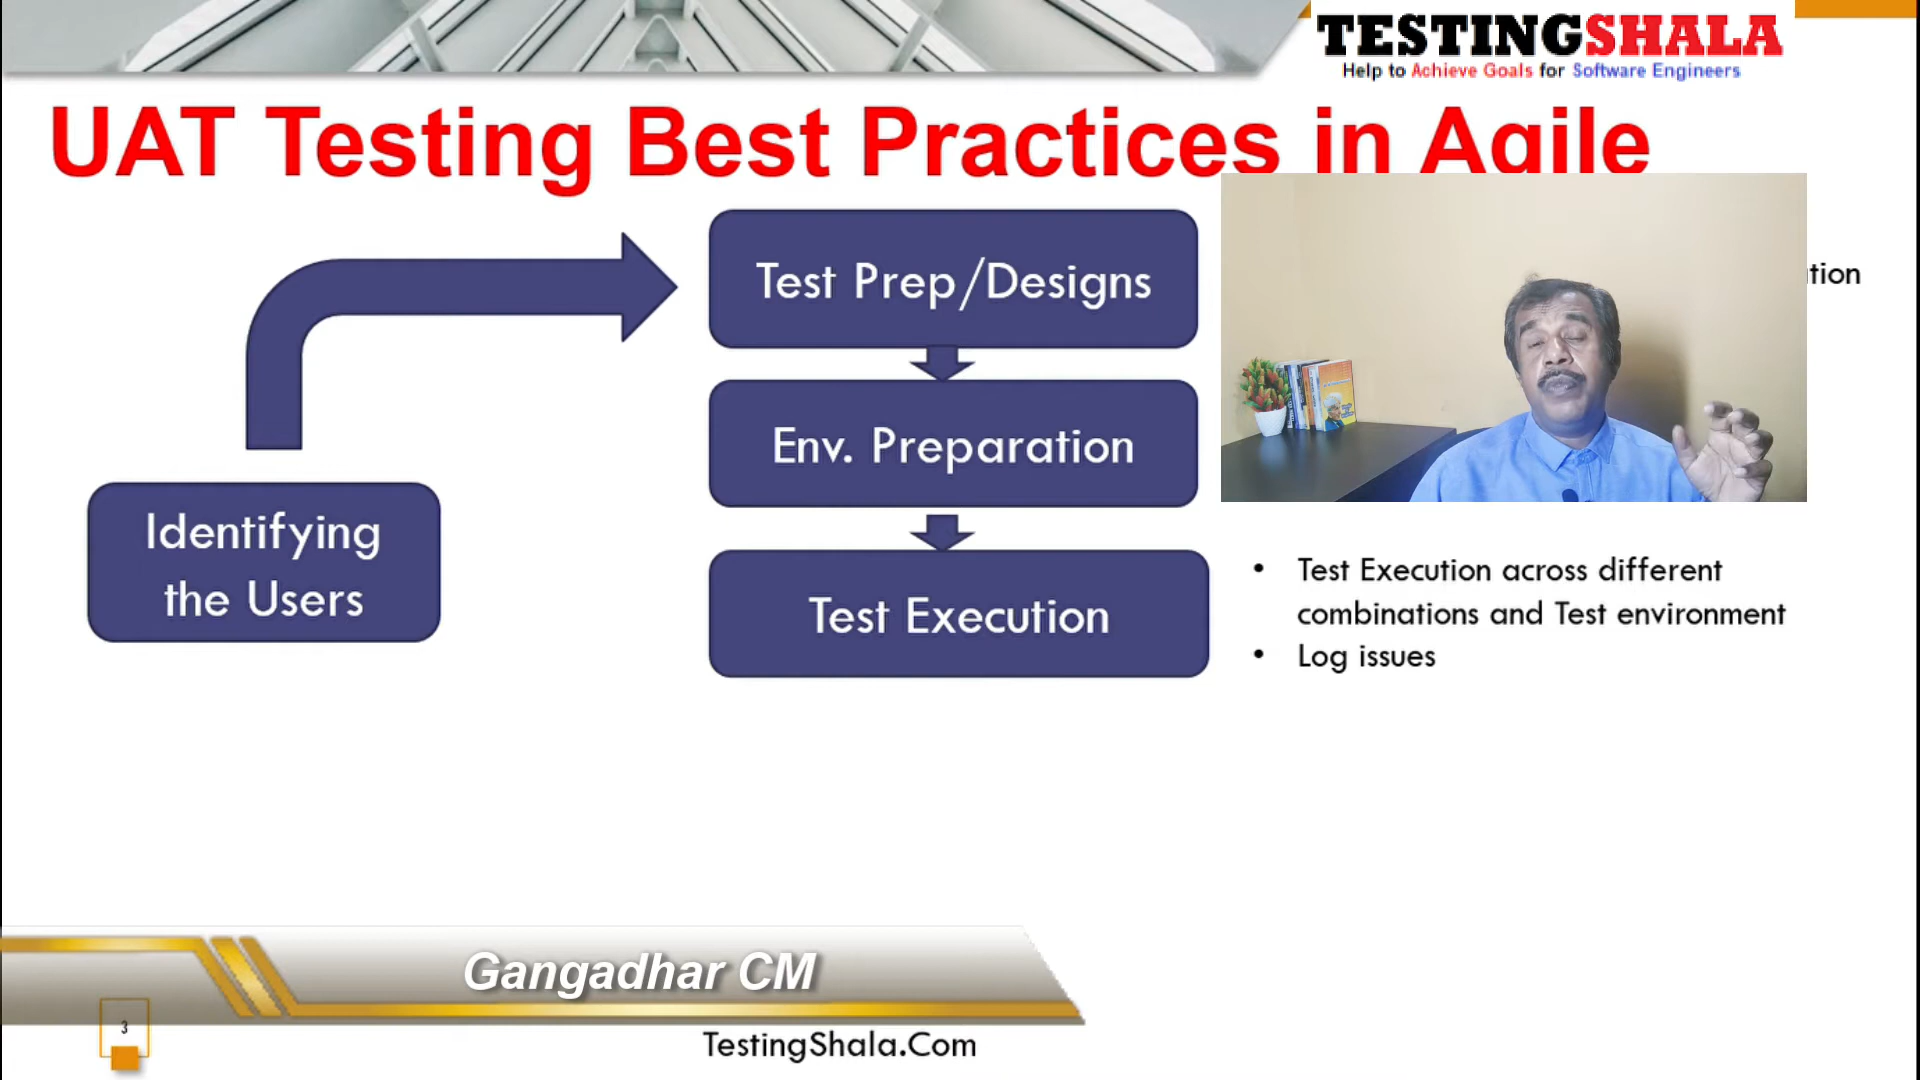 TESTINGSHALA
Help to Achieve Goals for Software Engineers
UAT Testing Best Practices in Agile
Test Prep/Designs
Env. Preparation
Identifying
the Users
Test Execution
• Test Execution across different
combinations and Test environment
• Log issues
Gangadhar CM
3
TestingShala.Com